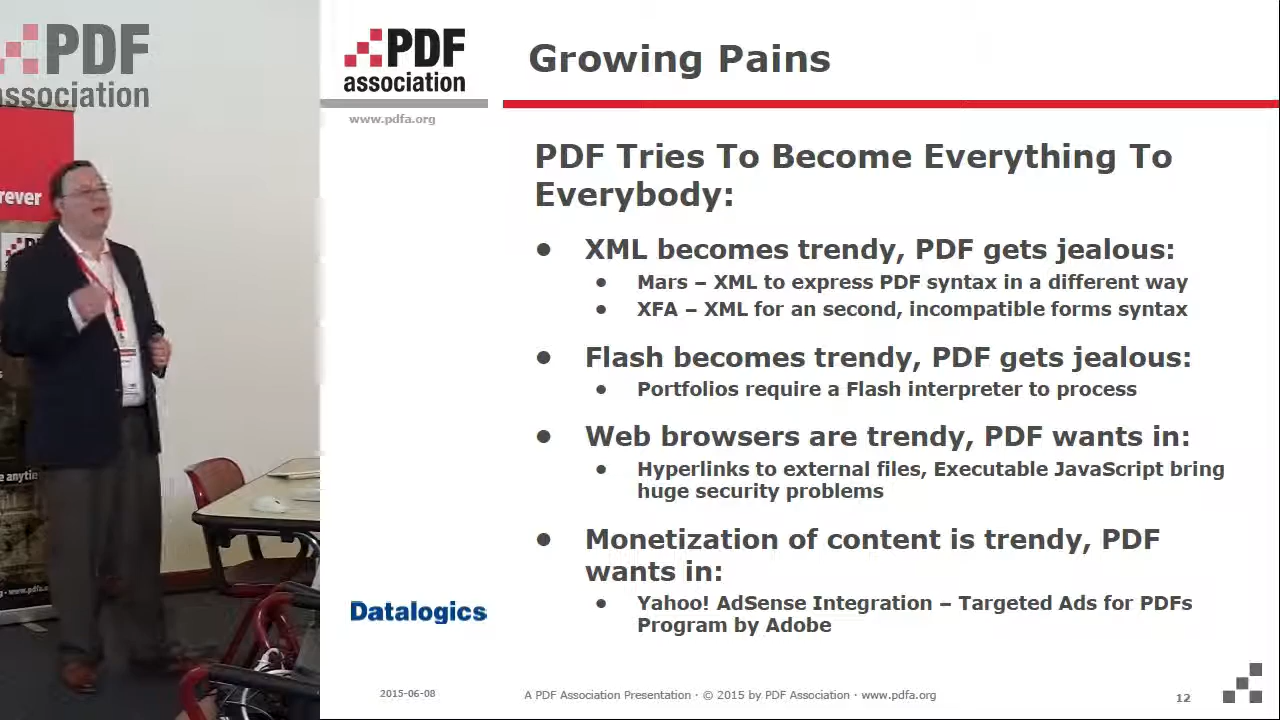 PDF
association
rever
PDF
association
www.pdfa.org
Growing Pains
PDF Tries To Become Everything To
Everybody:
• XML becomes trendy, PDF gets jealous:
• Mars – XML to express PDF syntax in a different way
• XFA – XML for an second, incompatible forms syntax
• Flash becomes trendy, PDF gets jealous:
• Portfolios require a Flash interpreter to process
• Web browsers are trendy, PDF wants in:
• Hyperlinks to external files, Executable JavaScript bring
huge security problems
• Monetization of content is trendy, PDF
wants in:
• Yahoo! AdSense Integration – Targeted Ads for PDFs
Program by Adobe
Datalogics
2015-06-08
A PDF Association Presentation · © 2015 by PDF Association · www.pdfa.org
12